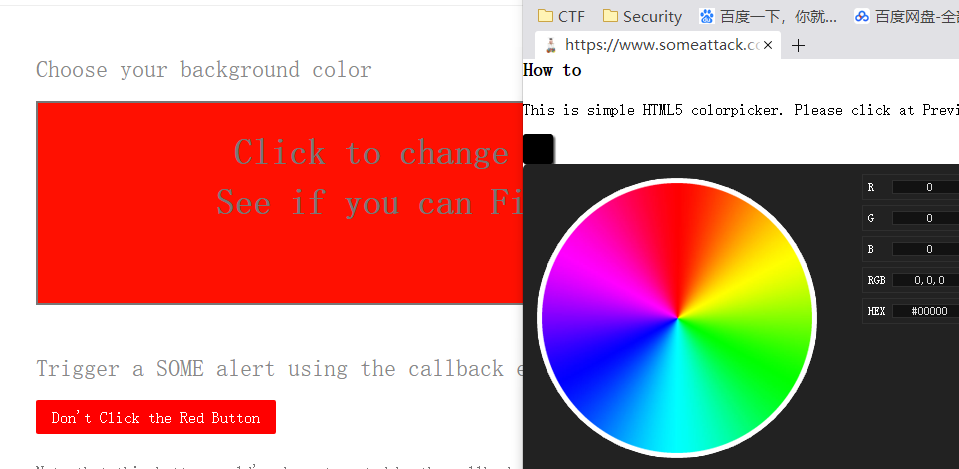 Choose your background color
Click to change
See if you can Fi
Trigger a SOME alert using the callback e
Don't Click the Red Button
CTF
Security
百度一下，你就...
百度网盘-全部
https://www.someattack.co
How to
This is simple HTML5 colorpicker. Please click at Previ
R 0
G 0
B 0
RGB 0,0,0
HEX #00000